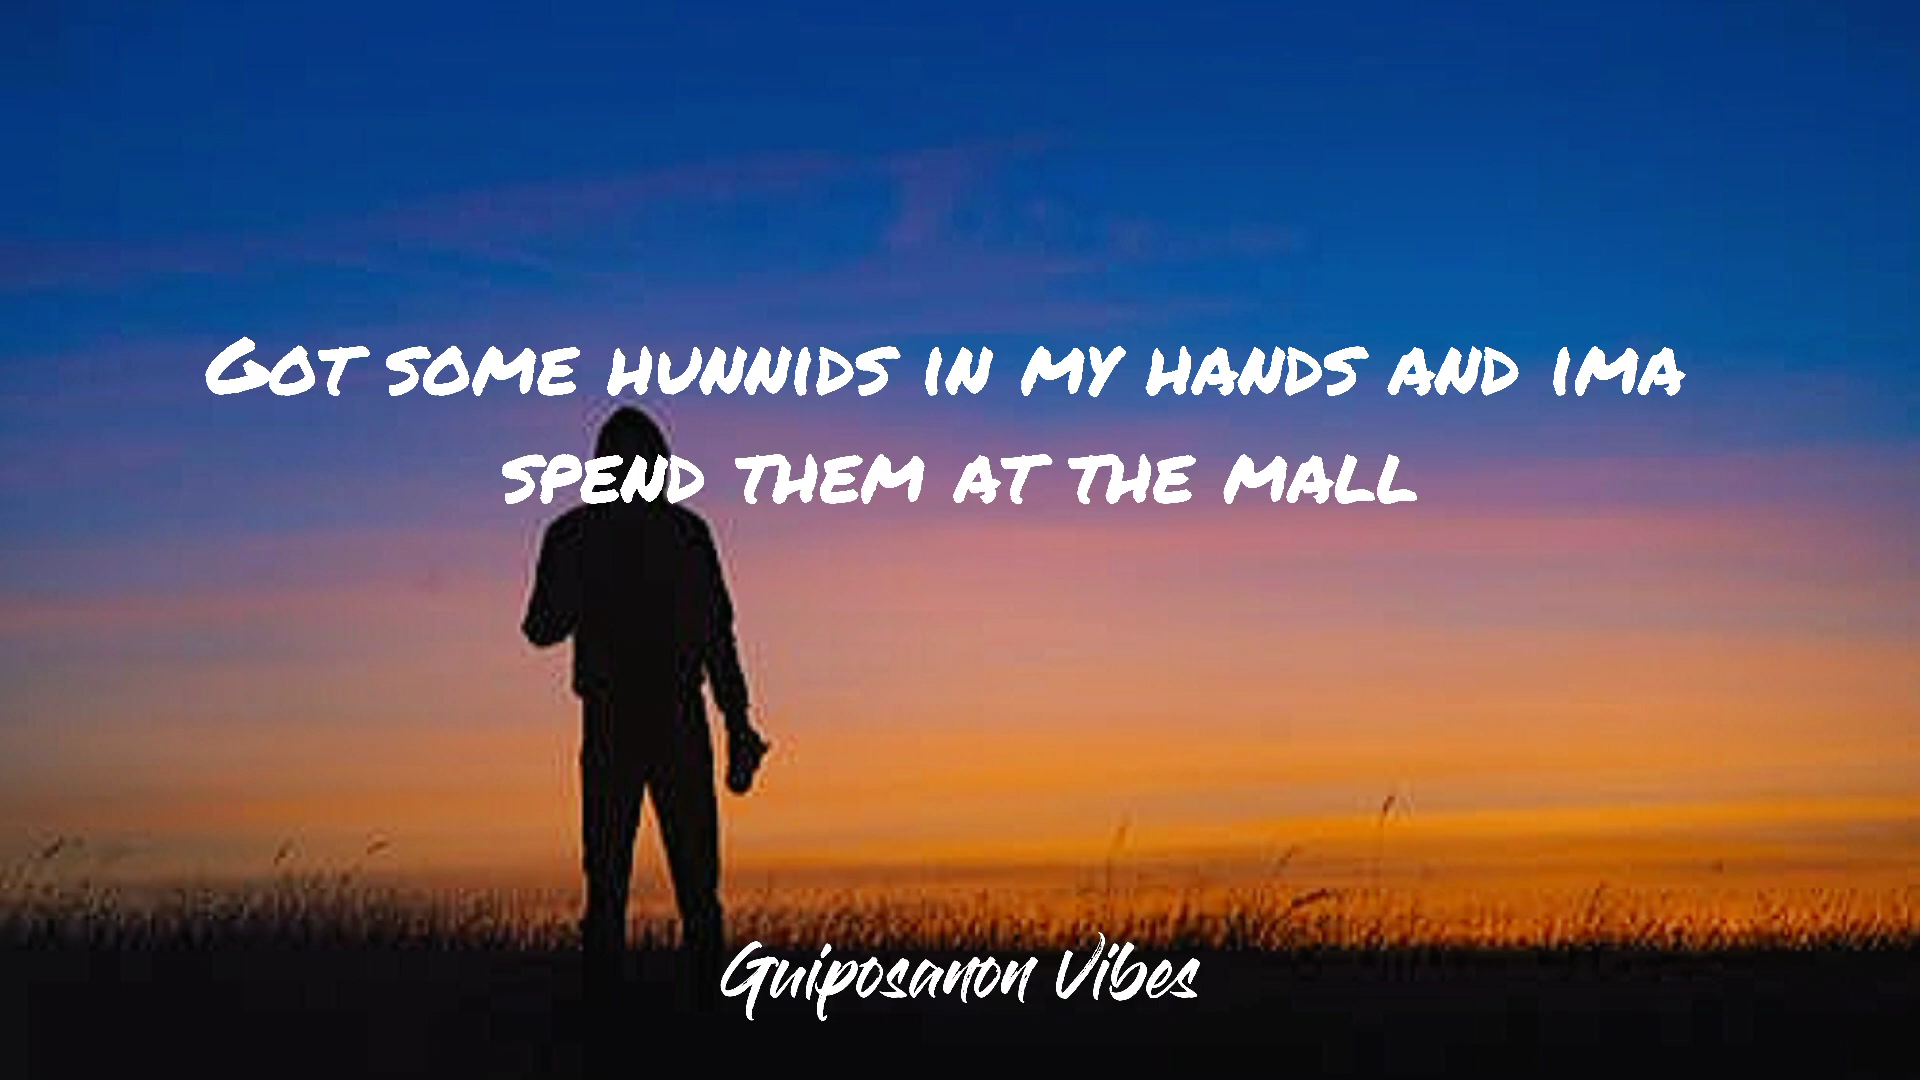 Got some hunnids in my hands and ima
spend them at the mall
Guiposanon Vibes